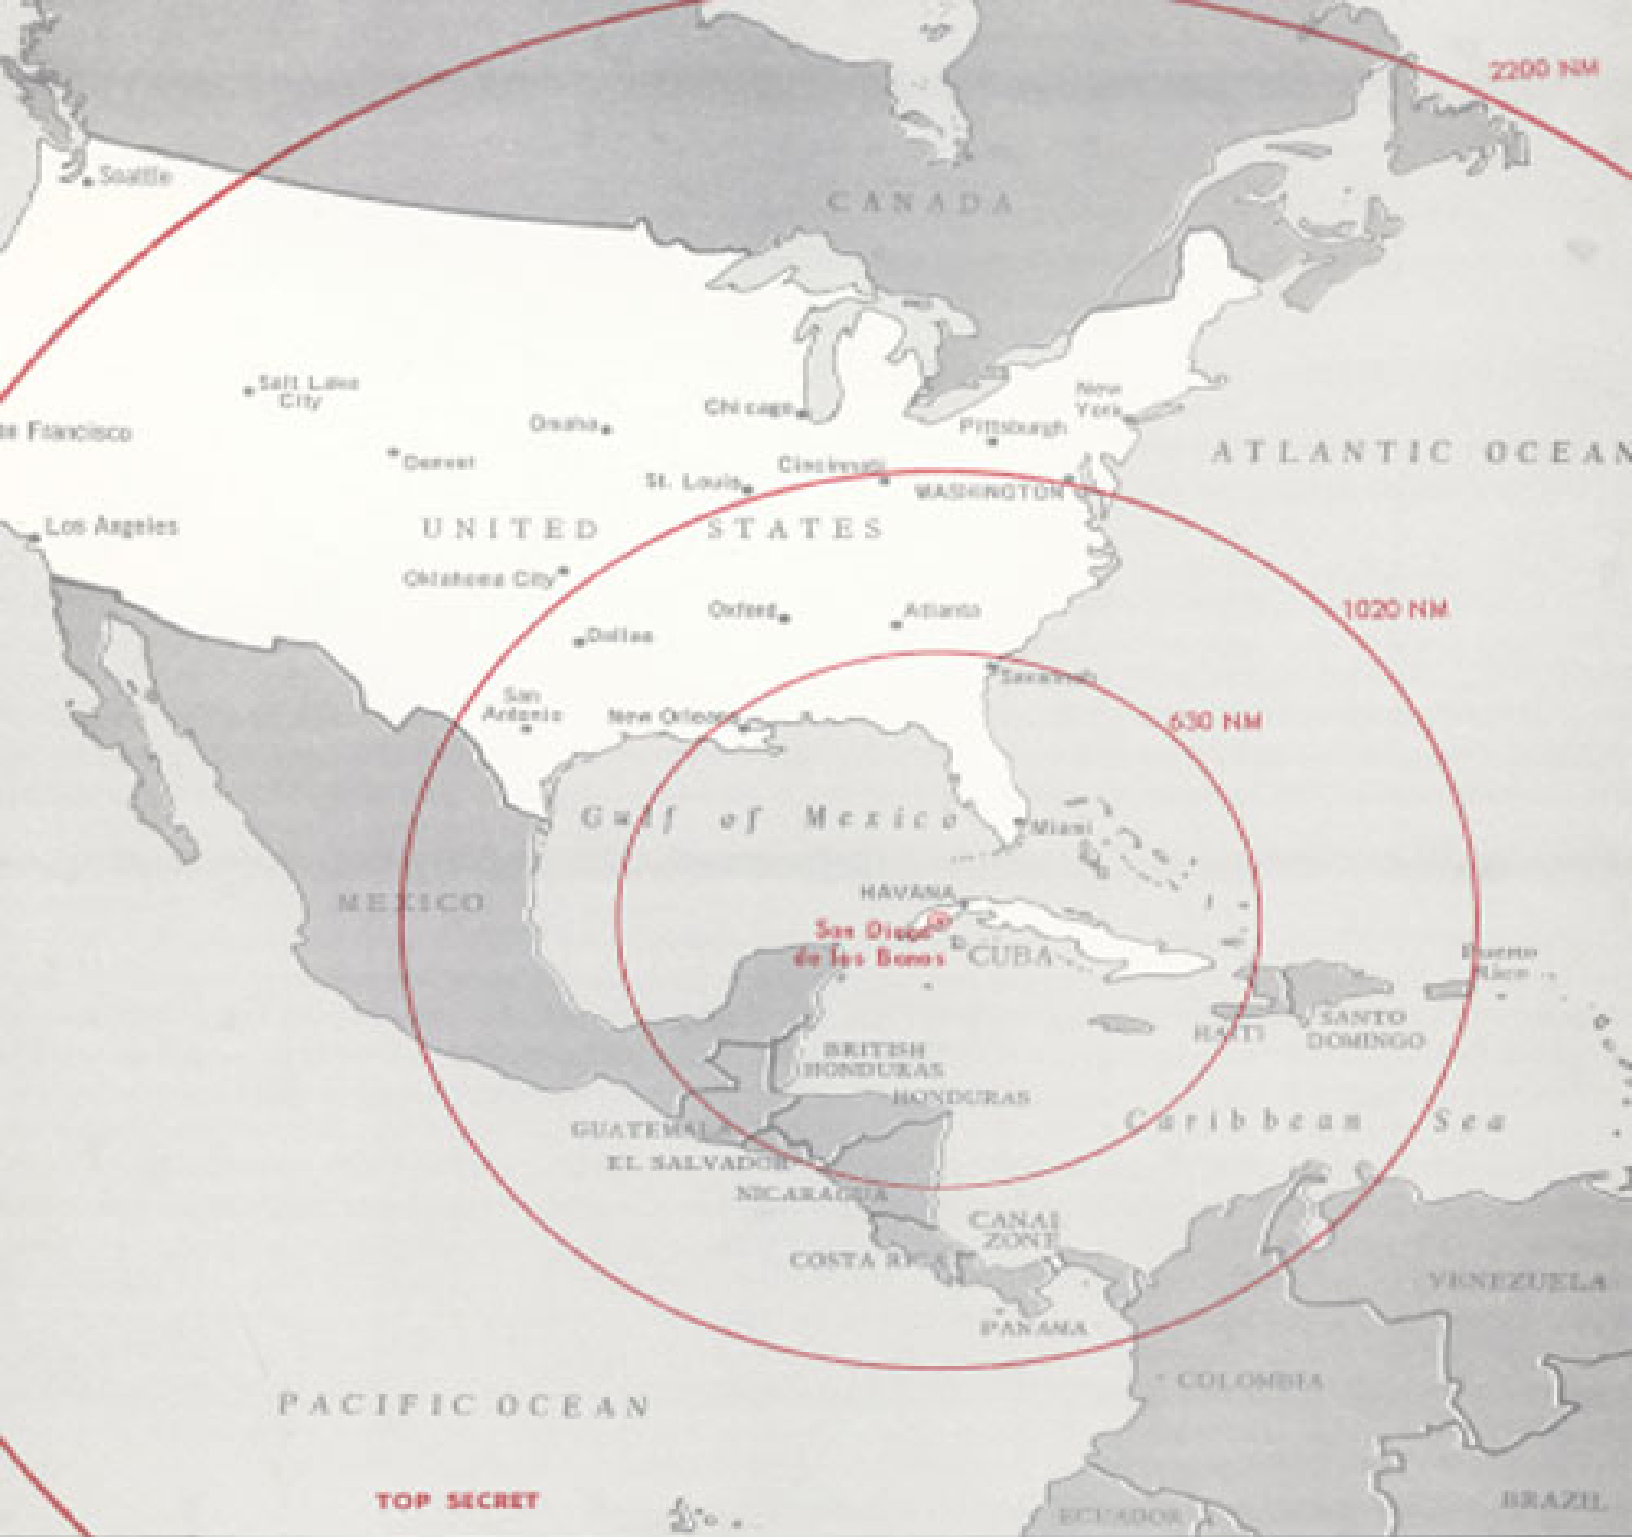 2200 NM
Seattle
CANADA
Salt Lake
City
New
York
Chicago
Omaha
Pittsburgh
Francisco
ATLANTIC OCEAN
Denver
Cincinnati
St. Louis
WASHINGTON
Los Angeles
UNITED STATES
Oklahoma City
1020 NM
Oxford
Atlanta
Dallas
Savannah
San
Antonio
New Orleans
630 NM
Gulf of Mexico
Miami
HAVANA
MEXICO
San Diego
de los Banos
CUBA
Puerto
Rico
SANTO
DOMINGO
HAITI
BRITISH
HONDURAS
HONDURAS
Caribbean Sea
GUATEMALA
EL SALVADOR
NICARAGUA
CANAL
ZONE
COSTA RICA
VENEZUELA
PANAMA
COLOMBIA
PACIFIC OCEAN
TOP SECRET
BRAZIL
ECUADOR